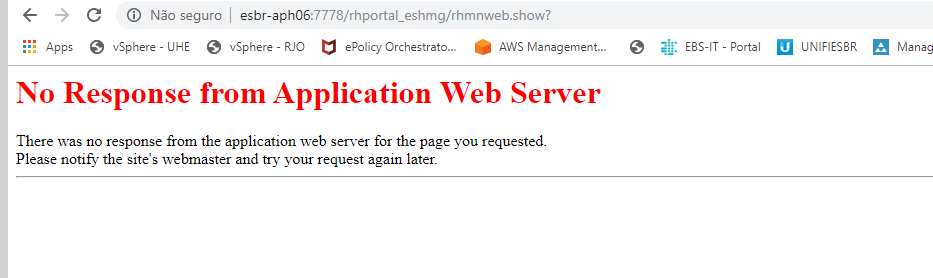 Não seguro | esbr-aph06:7778/rhportal_eshmg/rhmnweb.show?
Apps vSphere - UHE vSphere - RJO ePolicy Orchestrato... AWS Management... EBS-IT - Portal UNIFIESBR Manag
No Response from Application Web Server
There was no response from the application web server for the page you requested.
Please notify the site's webmaster and try your request again later.